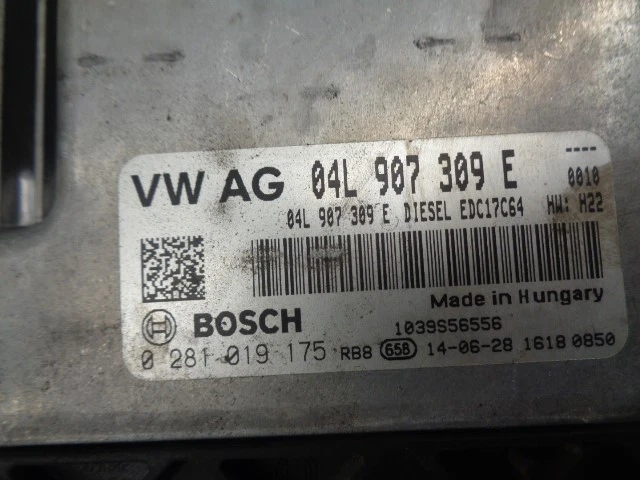 VW AG 04L 907 309 E ----
0010
04L 907 309 E DIESEL EDC17C64 HW: H22
Made in Hungary
BOSCH 1039S56556
0 281 019 175 RB8 658 14-06-28 1618 0850